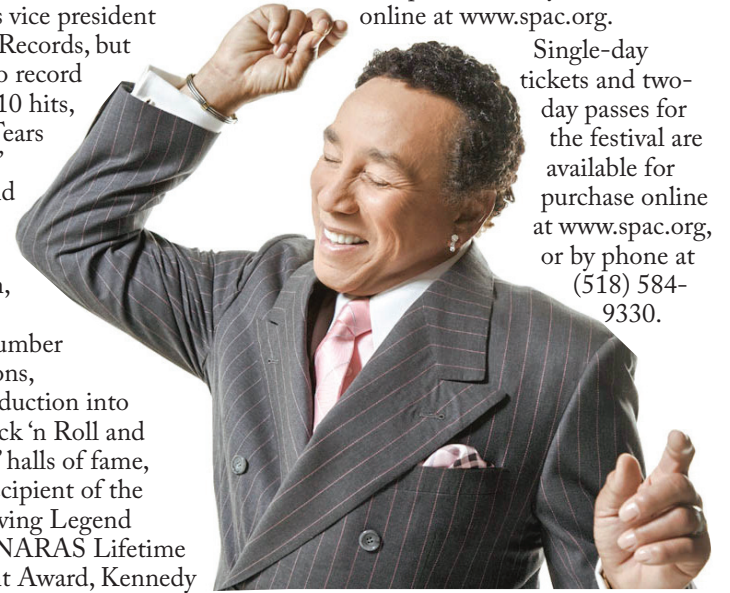 s vice president
Records, but
o record
10 hits,
Tears
’
d
,
umber
ons,
duction into
ck ‘n Roll and
’ halls of fame,
cipient of the
ving Legend
NARAS Lifetime
t Award, Kennedy
online at www.spac.org.
Single-day
tickets and two-
day passes for
the festival are
available for
purchase online
at www.spac.org,
or by phone at
(518) 584-
9330.